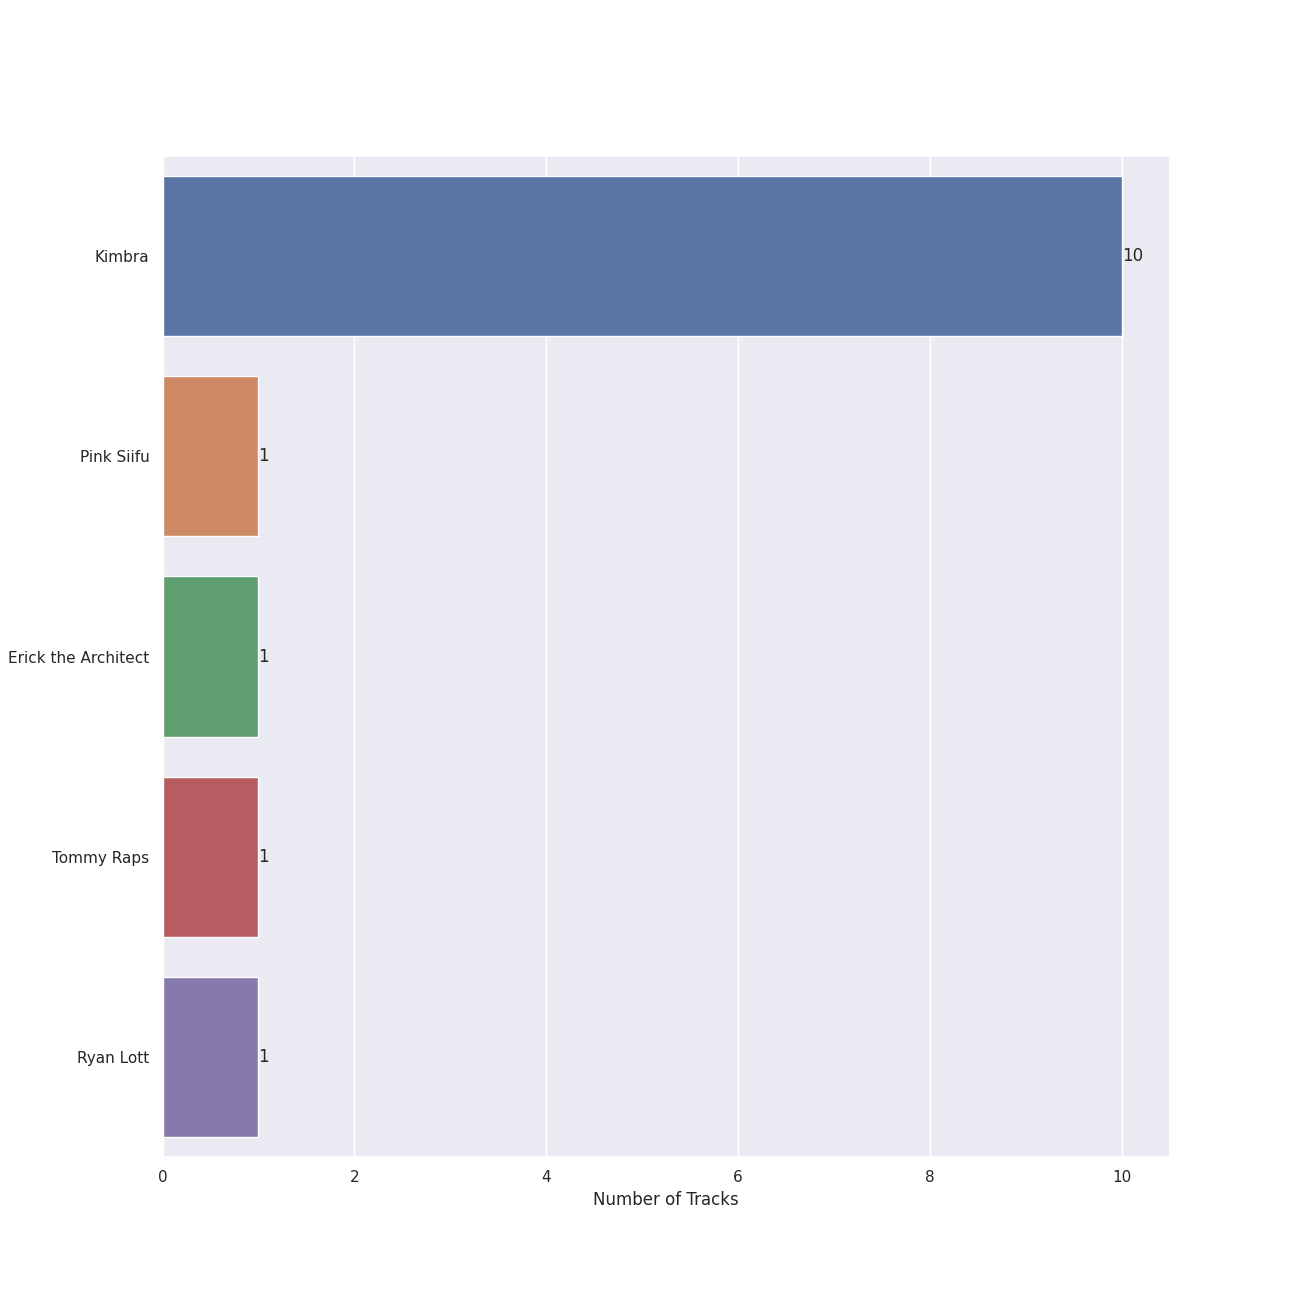 Kimbra
10
Pink Siifu
1
Erick the Architect
1
Tommy Raps
1
Ryan Lott
1
0 2 4 6 8 10
Number of Tracks